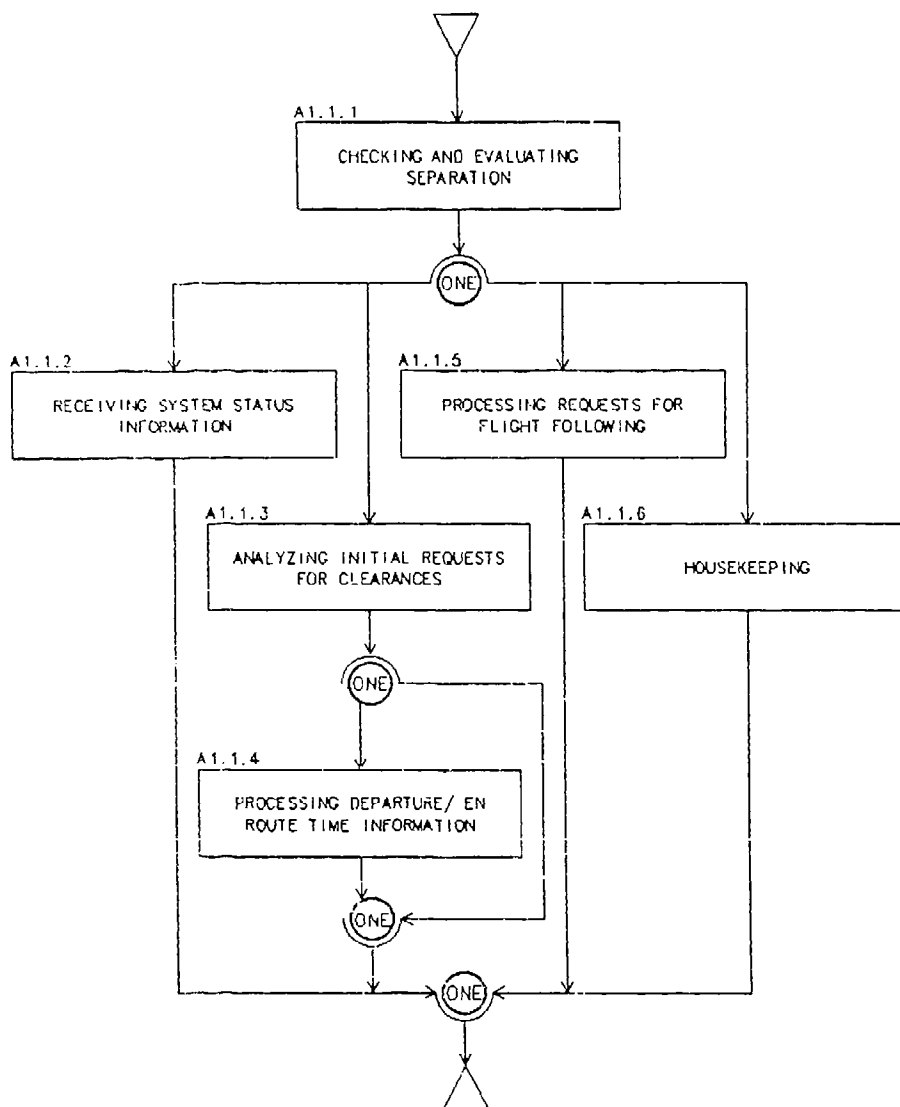 A1.1.1
CHECKING AND EVALUATING
SEPARATION
ONE
A1.1.2
RECEIVING SYSTEM STATUS
INFORMATION
A1.1.5
PROCESSING REQUESTS FOR
FLIGHT FOLLOWING
A1.1.3
ANALYZING INITIAL REQUESTS
FOR CLEARANCES
A1.1.6
HOUSEKEEPING
ONE
A1.1.4
PROCESSING DEPARTURE/ EN
ROUTE TIME INFORMATION
ONE
ONE